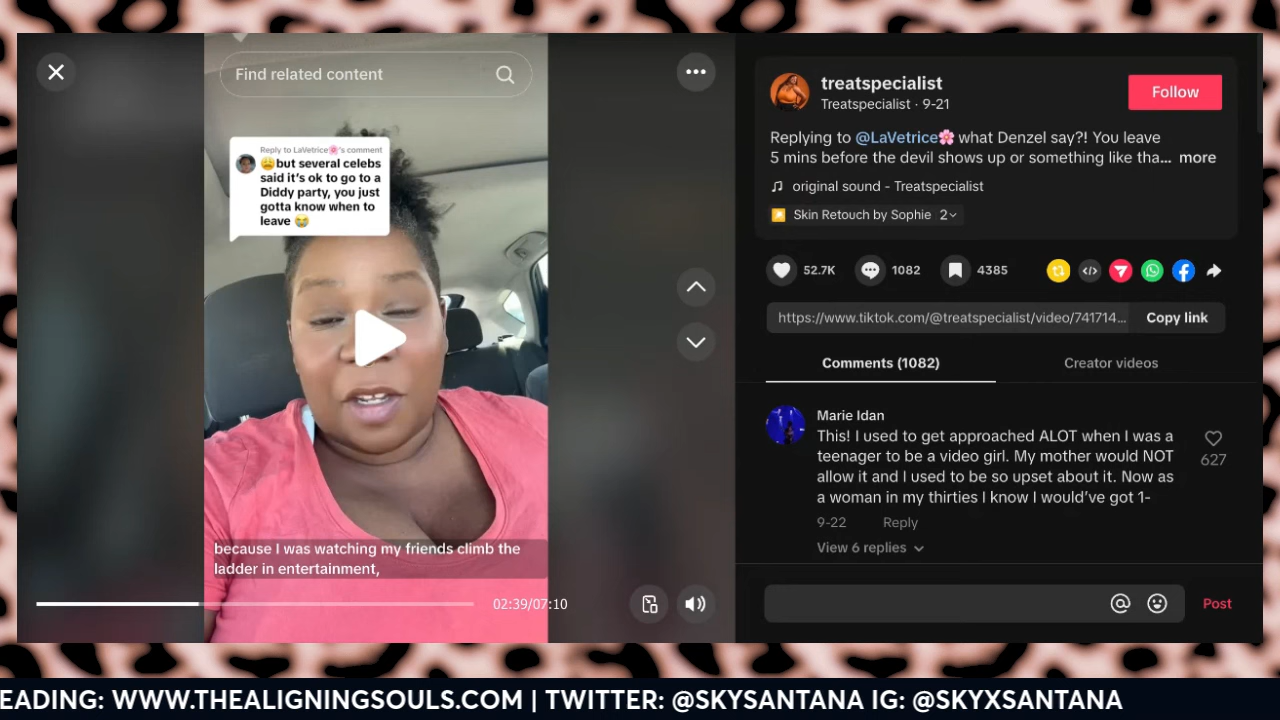 Find related content
Reply to LaVetrice🌸's comment
😩but several celebs
said it's ok to go to a
Diddy party, you just
gotta know when to
leave 😂
because I was watching my friends climb the
ladder in entertainment,
02:39/07:10
treatspecialist
Treatspecialist · 9-21
Follow
Replying to @LaVetrice🌸 what Denzel say?! You leave
5 mins before the devil shows up or something like tha... more
original sound - Treatspecialist
Skin Retouch by Sophie 2
52.7K
1082
4385
https://www.tiktok.com/@treatspecialist/video/741714...
Copy link
Comments (1082)
Creator videos
Marie Idan
This! I used to get approached ALOT when I was a
teenager to be a video girl. My mother would NOT
allow it and I used to be so upset about it. Now as
a woman in my thirties I know I would've got 1-
627
9-22 Reply
View 6 replies
Post
EADING: WWW.THEALIGNINGSOULS.COM | TWITTER: @SKYSANTANA IG: @SKYXSANTANA